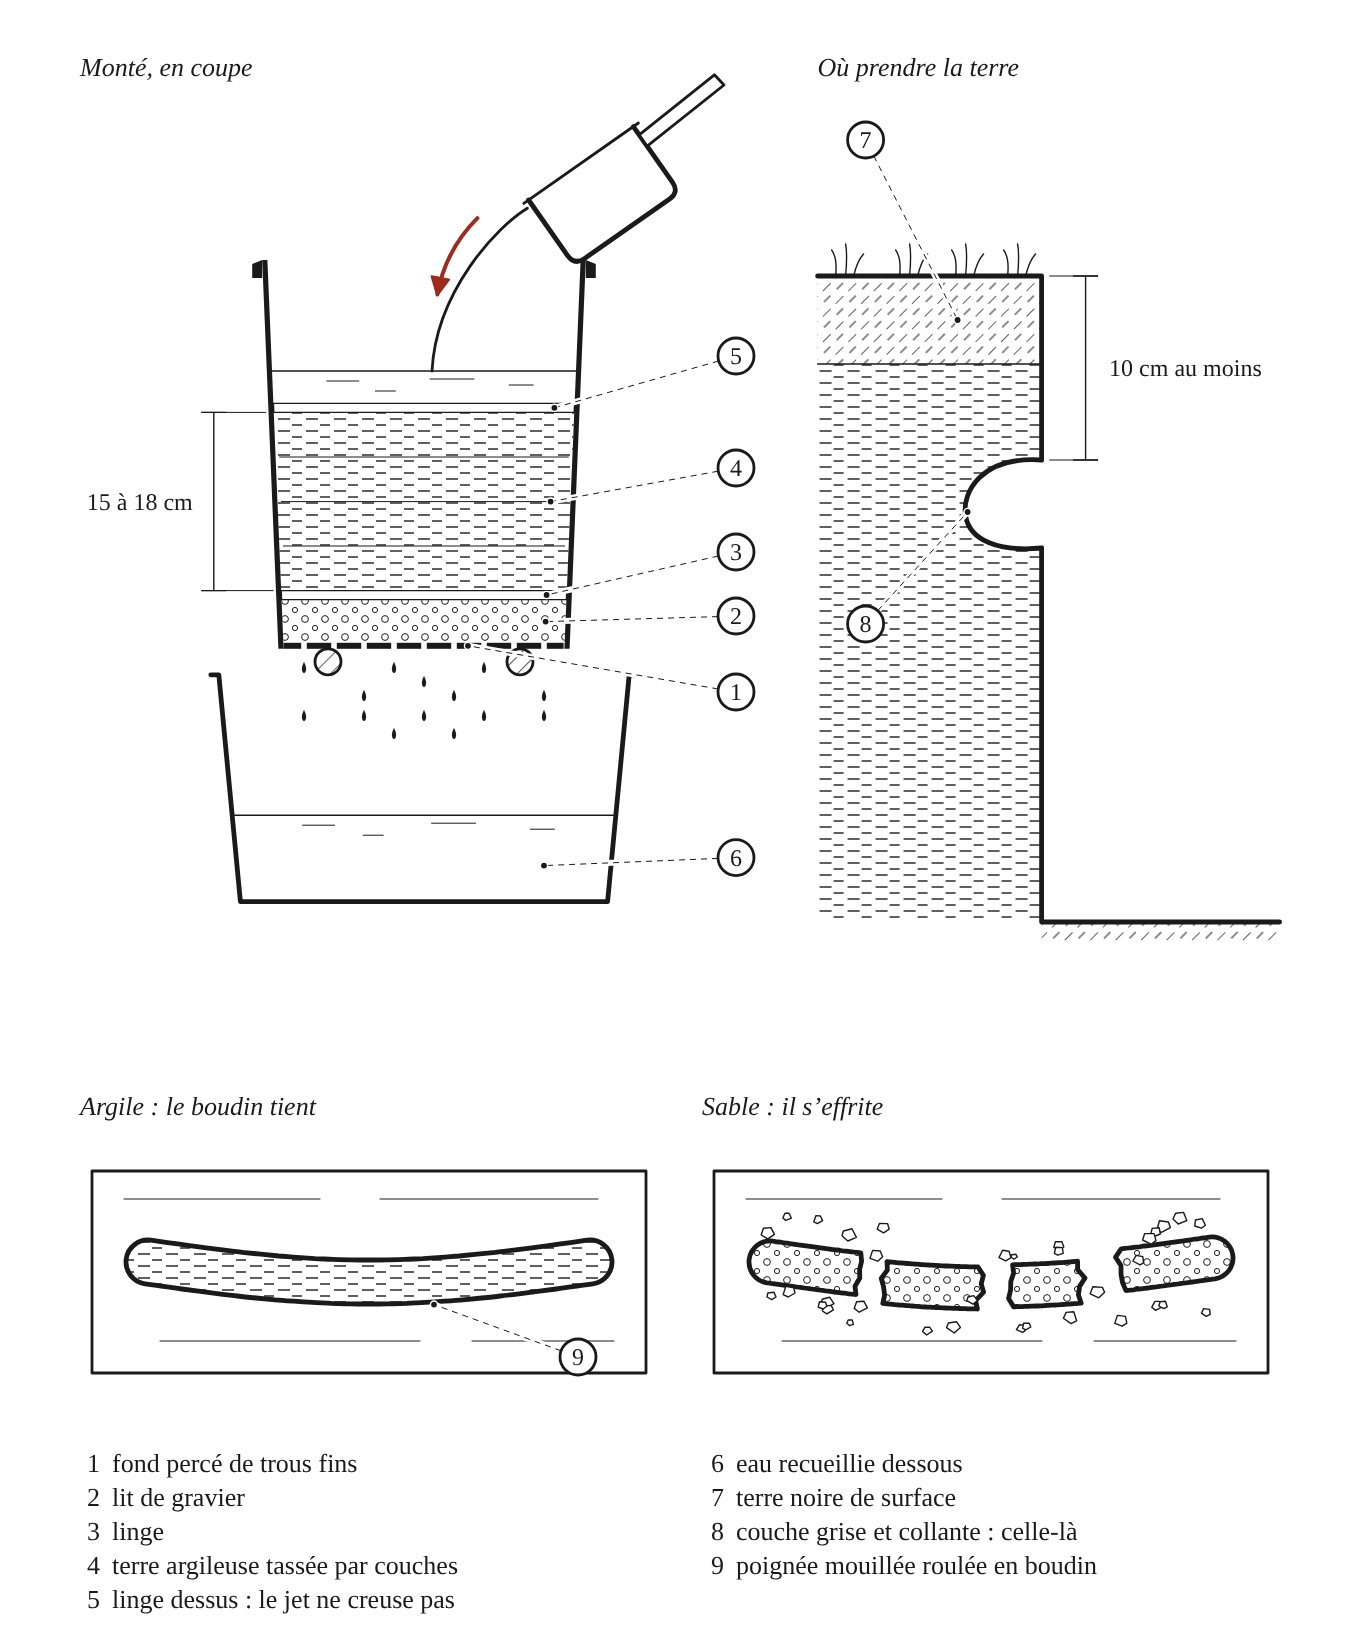 Monté, en coupe
Où prendre la terre
7
5
10 cm au moins
4
15 à 18 cm
3
2
8
1
6
Argile : le boudin tient
Sable : il s’effrite
9
1 fond percé de trous fins
2 lit de gravier
3 linge
4 terre argileuse tassée par couches
5 linge dessus : le jet ne creuse pas
6 eau recueillie dessous
7 terre noire de surface
8 couche grise et collante : celle-là
9 poignée mouillée roulée en boudin